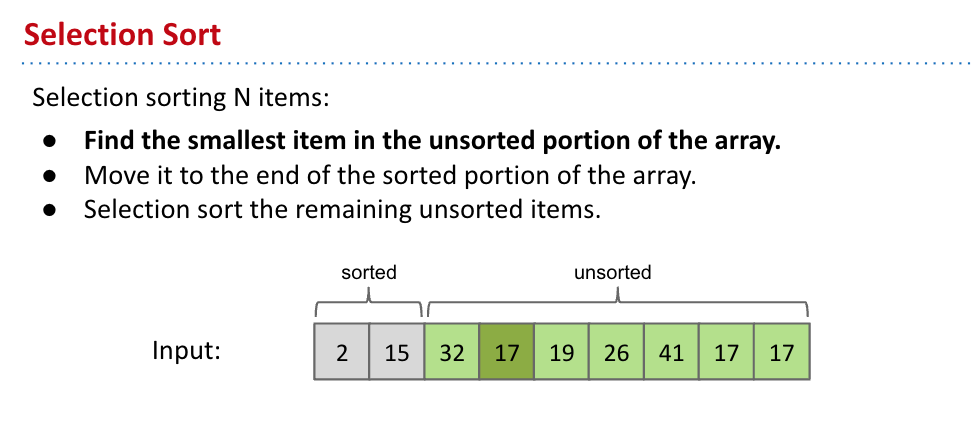 Selection Sort
Selection sorting N items:
● Find the smallest item in the unsorted portion of the array.
● Move it to the end of the sorted portion of the array.
● Selection sort the remaining unsorted items.
sorted unsorted
Input: 2 15 32 17 19 26 41 17 17